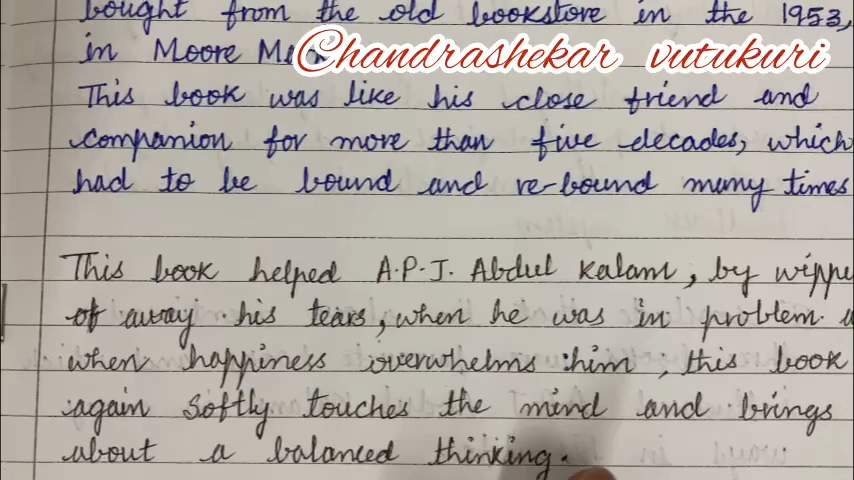 bought from the old bookstore in the 1953,
in Moore
Chandrashekar vutukuri
This book was like his close friend and
companion for more than five decades, which
had to be bound and re-bound many times
This book helped A.P.J. Abdul Kalam, by wippe
of away his tears, when he was in problem.
when happiness overwhelms him, this book
again softly touches the mind and brings
about a balanced thinking.